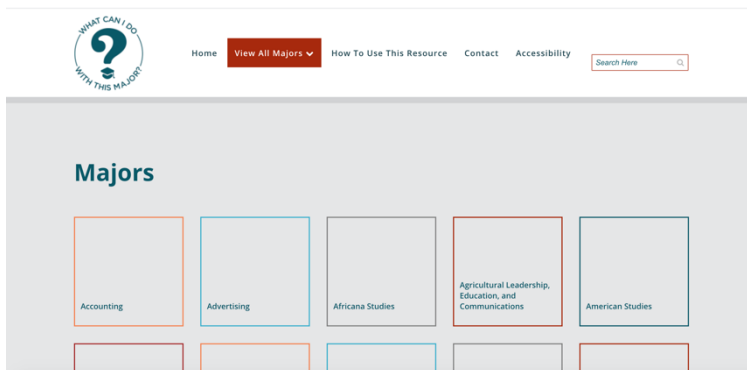 WHAT CAN I DO
?
WITH THIS MAJOR?
Home
View All Majors
How To Use This Resource
Contact
Accessibility
Search Here
Majors
Accounting
Advertising
Africana Studies
Agricultural Leadership,
Education, and
Communications
American Studies